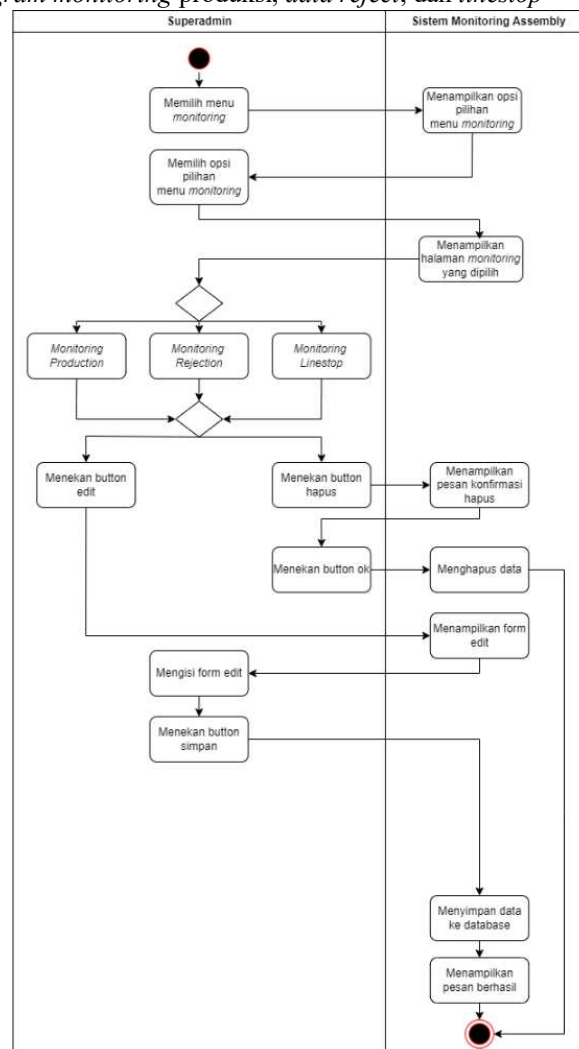 gram monitoring produksi, data reject, dan linestop
Superadmin
Sistem Monitoring Assembly
Memilih menu
monitoring
Menampilkan opsi
pilihan
menu monitoring
Memilih opsi
pilihan
menu monitoring
Menampilkan
halaman monitoring
yang dipilih
Monitoring
Production
Monitoring
Rejection
Monitoring
Linestop
Menekan button
edit
Menekan button
hapus
Menampilkan
pesan konfirmasi
hapus
Menekan button ok
Menghapus data
Menampilkan form
edit
Mengisi form edit
Menekan button
simpan
Menyimpan data
ke database
Menampilkan
pesan berhasil